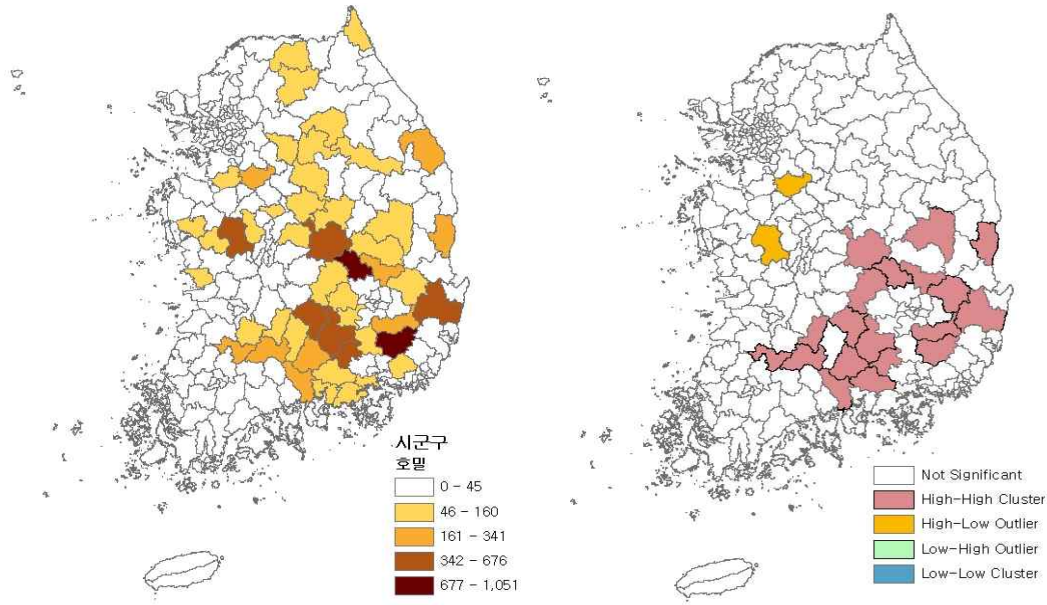 시군구
호밀
0 - 45
46 - 160
161 - 341
342 - 676
677 - 1,051
Not Significant
High-High Cluster
High-Low Outlier
Low-High Outlier
Low-Low Cluster